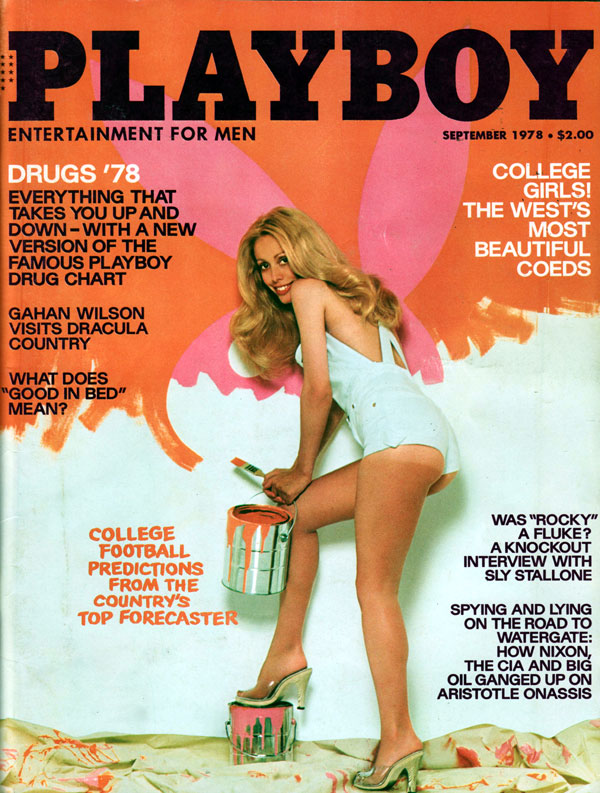 PLAYBOY
ENTERTAINMENT FOR MEN
SEPTEMBER 1978 • $2.00
DRUGS '78
EVERYTHING THAT
TAKES YOU UP AND
DOWN – WITH A NEW
VERSION OF THE
FAMOUS PLAYBOY
DRUG CHART
GAHAN WILSON
VISITS DRACULA
COUNTRY
WHAT DOES
"GOOD IN BED"
MEAN?
COLLEGE
GIRLS!
THE WEST'S
MOST
BEAUTIFUL
COEDS
COLLEGE
FOOTBALL
PREDICTIONS
FROM THE
COUNTRY'S
TOP FORECASTER
WAS "ROCKY"
A FLUKE?
A KNOCKOUT
INTERVIEW WITH
SLY STALLONE
SPYING AND LYING
ON THE ROAD TO
WATERGATE:
HOW NIXON,
THE CIA AND BIG
OIL GANGED UP ON
ARISTOTLE ONASSIS